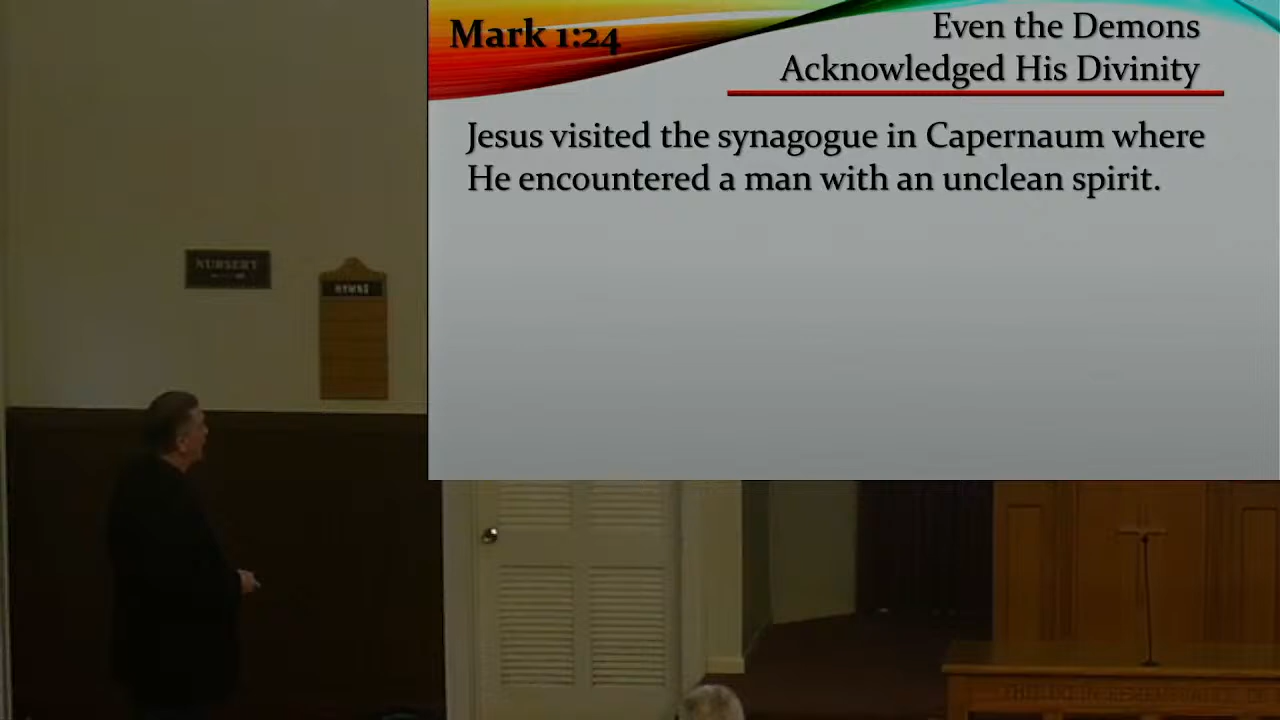 Mark 1:24
Even the Demons
Acknowledged His Divinity
Jesus visited the synagogue in Capernaum where
He encountered a man with an unclean spirit.
NURSERY
HYMNS